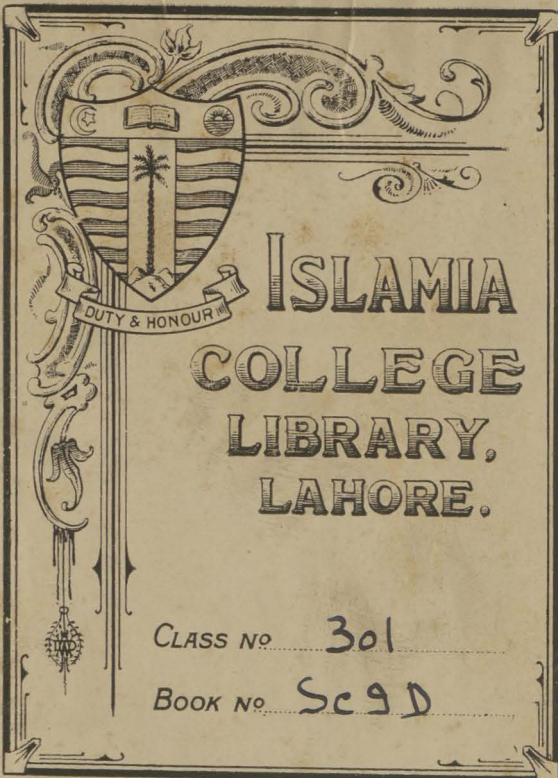 DUTY & HONOUR
ISLAMIA
COLLEGE
LIBRARY,
LAHORE.
CLASS NO 301
BOOK NO Sc9D